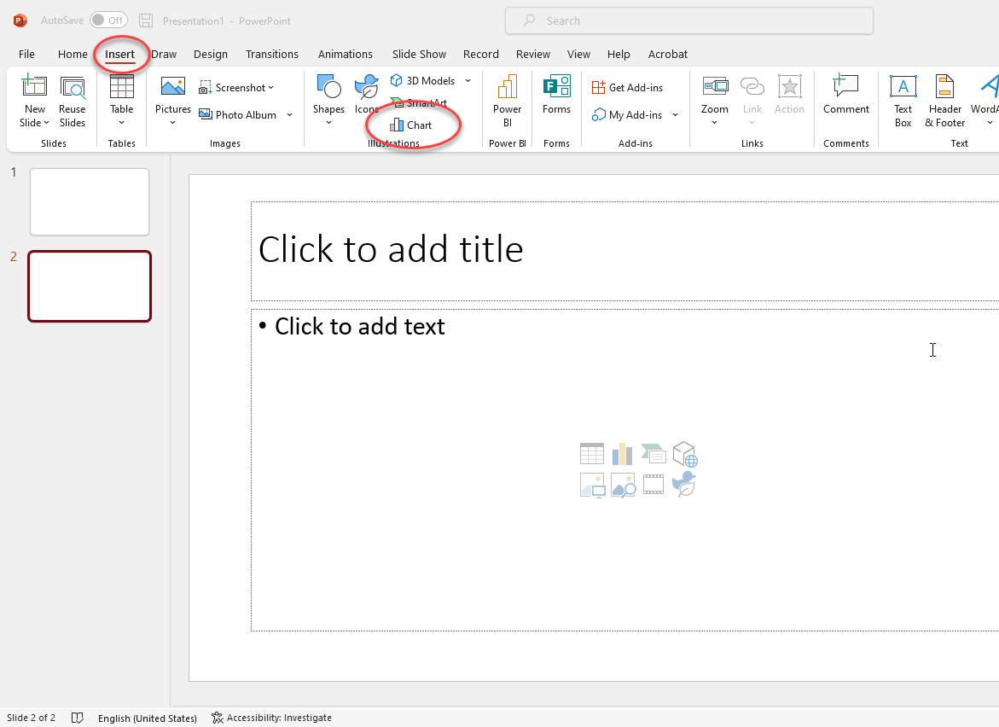 AutoSave Off Presentation1 - PowerPoint Search
File Home Insert Draw Design Transitions Animations Slide Show Record Review View Help Acrobat
New Slide
Reuse Slides
Table
Pictures
Screenshot
Photo Album
Shapes
Icons
3D Models
SmartArt
Chart
Power BI
Forms
Get Add-ins
My Add-ins
Zoom
Link
Action
Comment
Text Box
Header & Footer
WordA
Slides Tables Images Illustrations Power BI Forms Add-ins Links Comments Text
1
2
Click to add title
• Click to add text
Slide 2 of 2 English (United States) Accessibility: Investigate